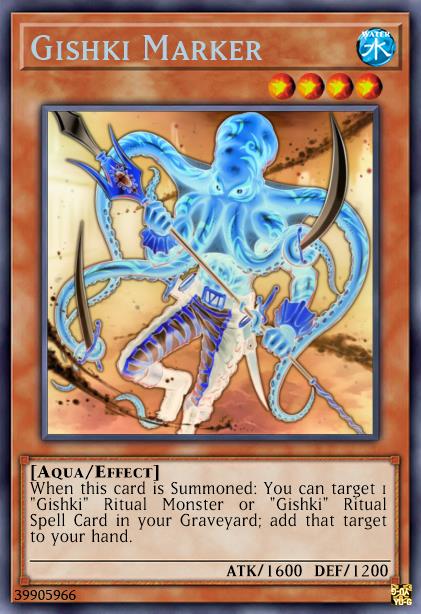 GISHKI MARKER
WATER
水
[AQUA/EFFECT]
When this card is Summoned: You can target 1
"Gishki" Ritual Monster or "Gishki" Ritual
Spell Card in your Graveyard; add that target
to your hand.
ATK/1600 DEF/1200
39905966